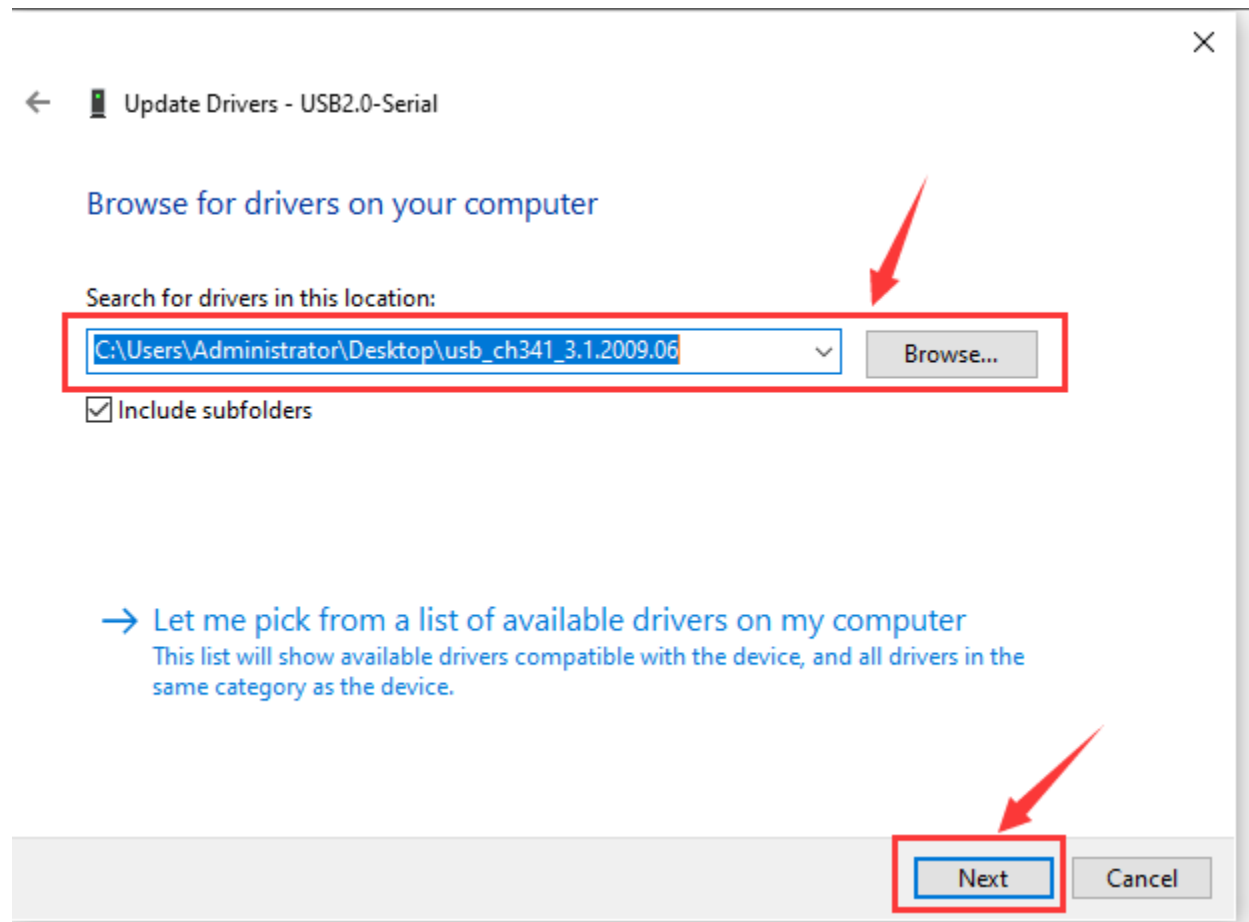 Update Drivers - USB2.0-Serial
Browse for drivers on your computer
Search for drivers in this location:
C:\Users\Administrator\Desktop\usb_ch341_3.1.2009.06
Browse...
Include subfolders
Let me pick from a list of available drivers on my computer
This list will show available drivers compatible with the device, and all drivers in the
same category as the device.
Next
Cancel